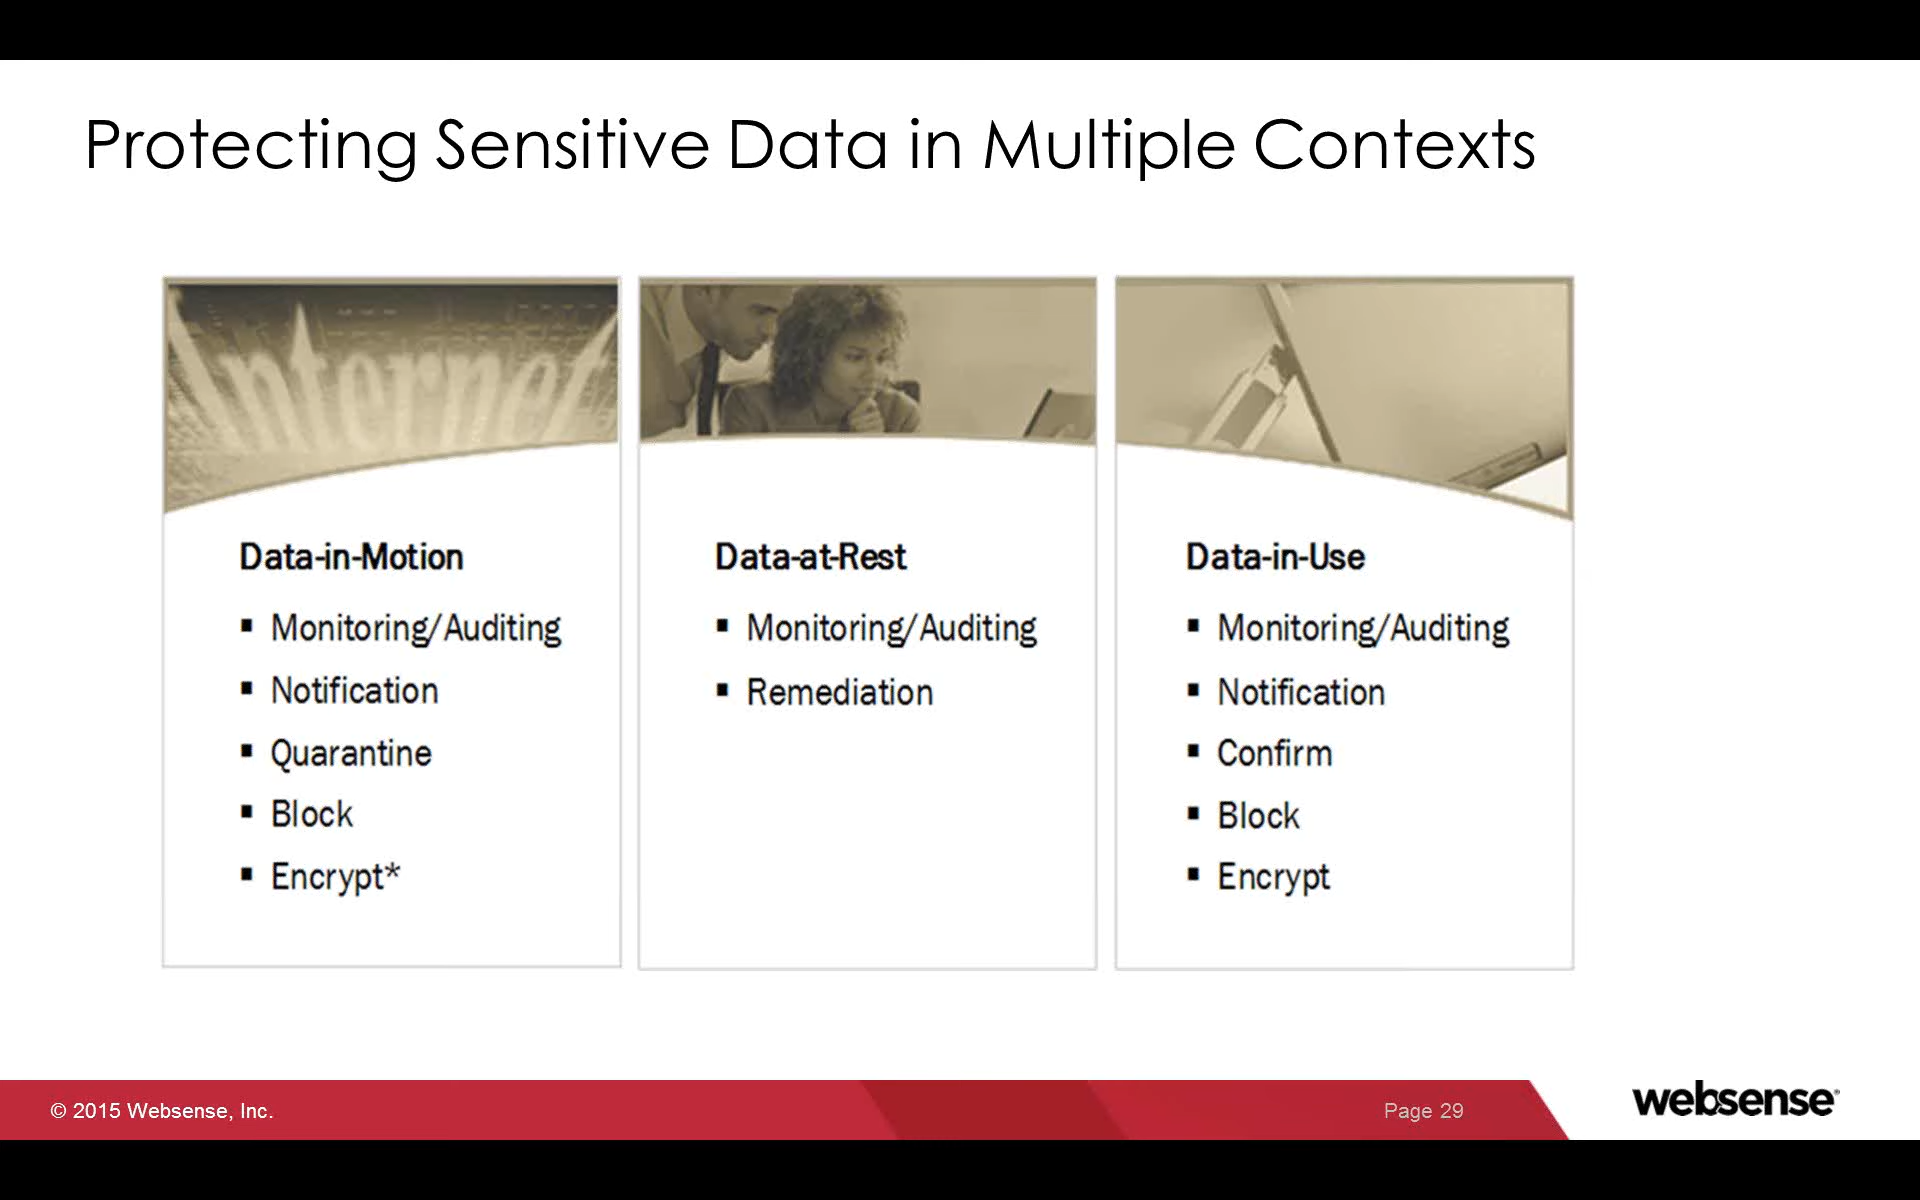 Protecting Sensitive Data in Multiple Contexts
Internet
Data-in-Motion
▪ Monitoring/Auditing
▪ Notification
▪ Quarantine
▪ Block
▪ Encrypt*
Data-at-Rest
▪ Monitoring/Auditing
▪ Remediation
Data-in-Use
▪ Monitoring/Auditing
▪ Notification
▪ Confirm
▪ Block
▪ Encrypt
© 2015 Websense, Inc.
Page 29
websense